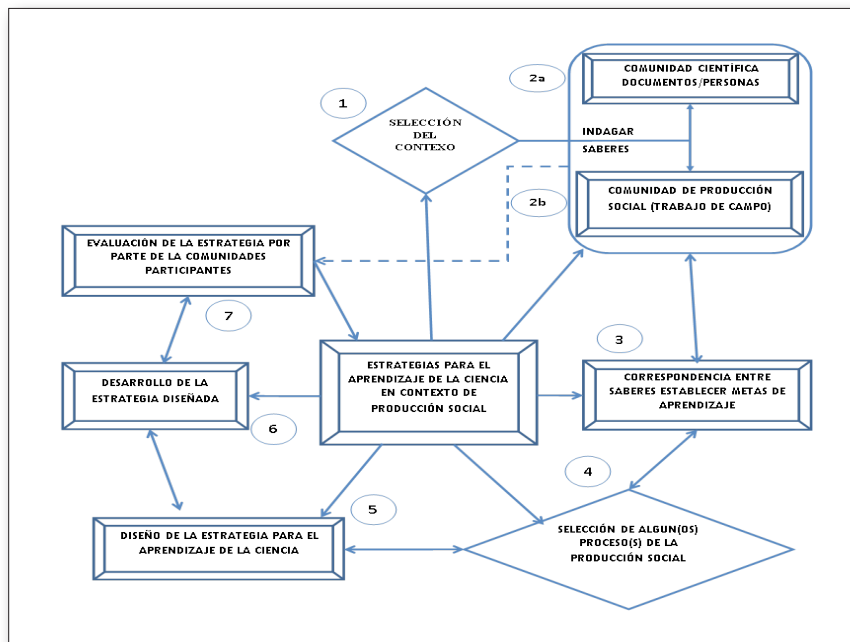 1
SELECCIÓN
DEL
CONTEXO
2a
COMUNIDAD CIENTÍFICA
DOCUMENTOS/PERSONAS
INDAGAR
SABERES
2b
COMUNIDAD DE PRODUCCIÓN
SOCIAL (TRABAJO DE CAMPO)
EVALUACIÓN DE LA ESTRATEGIA POR
PARTE DE LA COMUNIDADES
PARTICIPANTES
7
3
ESTRATEGIAS PARA EL
APRENDIZAJE DE LA CIENCIA
EN CONTEXTO DE
PRODUCCIÓN SOCIAL
CORRESPONDENCIA ENTRE
SABERES ESTABLECER METAS DE
APRENDIZAJE
DESARROLLO DE LA
ESTRATEGIA DISEÑADA
6
4
5
SELECCIÓN DE ALGUN(OS)
PROCESO(S) DE LA
PRODUCCIÓN SOCIAL
DISEÑO DE LA ESTRATEGIA PARA EL
APRENDIZAJE DE LA CIENCIA